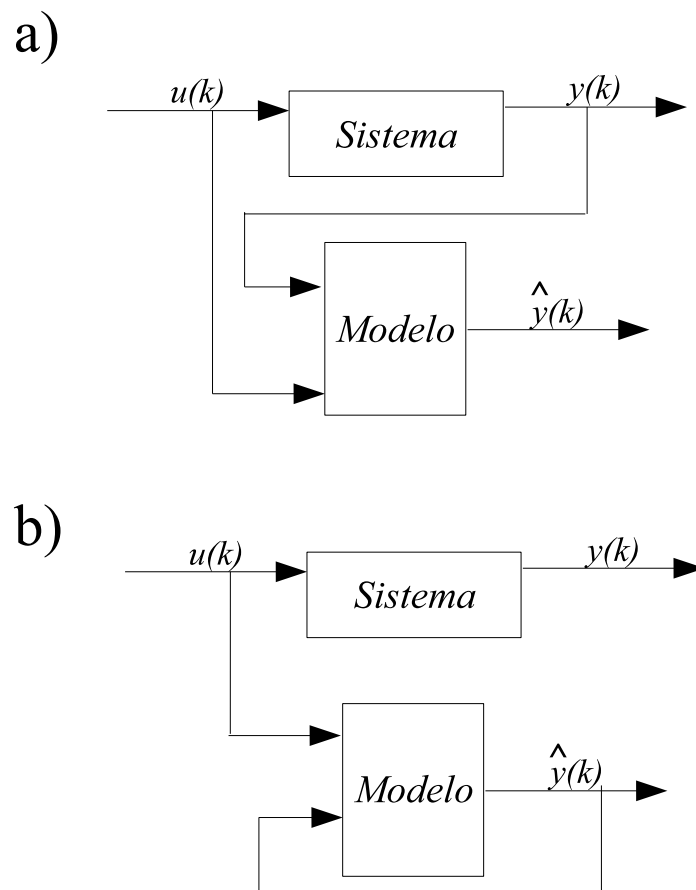 a)
u(k)
y(k)
Sistema
Modelo
ŷ(k)
b)
u(k)
y(k)
Sistema
Modelo
ŷ(k)